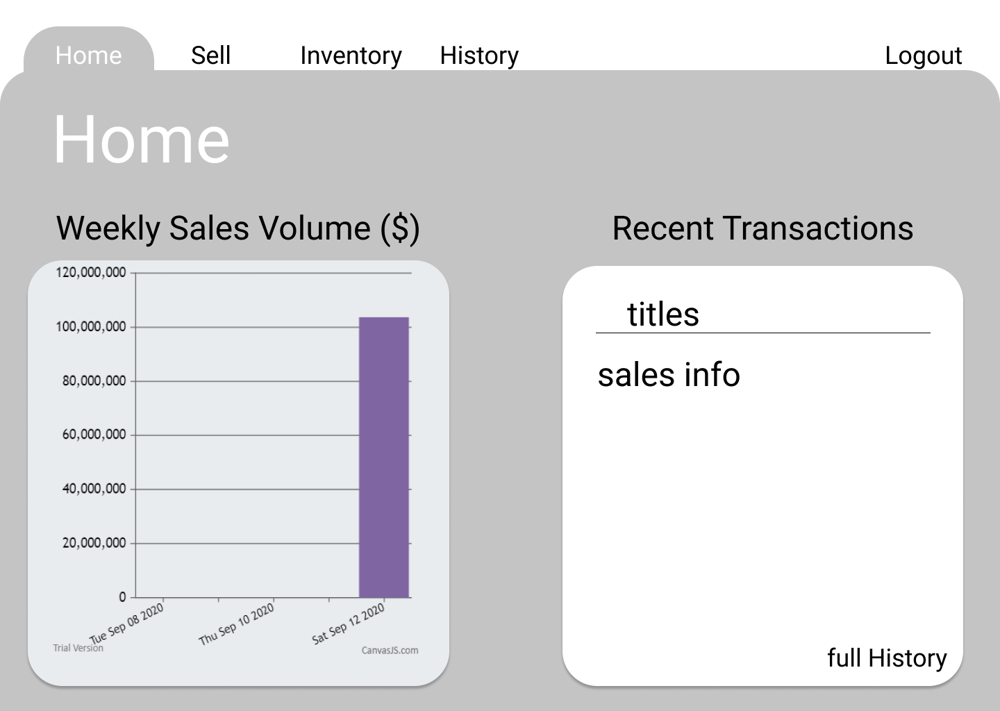 Home Sell Inventory History Logout
Home
Weekly Sales Volume ($)
120,000,000
100,000,000
80,000,000
60,000,000
40,000,000
20,000,000
0
Tue Sep 08 2020
Thu Sep 10 2020
Sat Sep 12 2020
Trial Version
CanvasJS.com
Recent Transactions
titles
sales info
full History